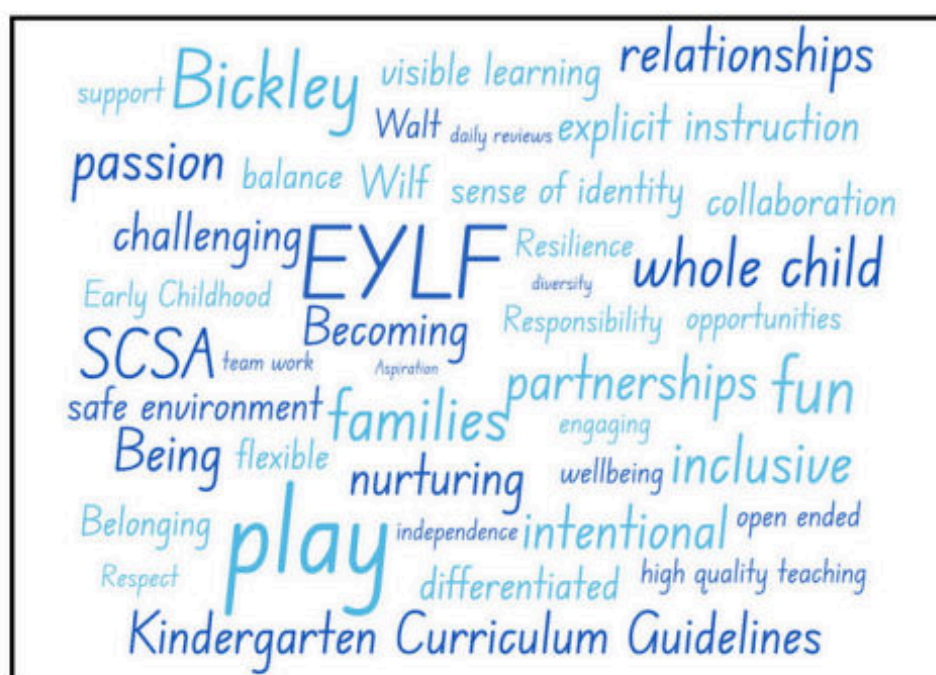 relationships
support Bickley visible learning
Walt daily reviews explicit instruction
passion balance Wilf sense of identity collaboration
challenging EYLF Resilience whole child
Early Childhood diversity
Becoming Responsibility opportunities
SCSA team work Aspiration partnerships fun
safe environment families engaging
Being flexible nurturing wellbeing inclusive
Belonging play independence intentional open ended
Respect differentiated high quality teaching
Kindergarten Curriculum Guidelines